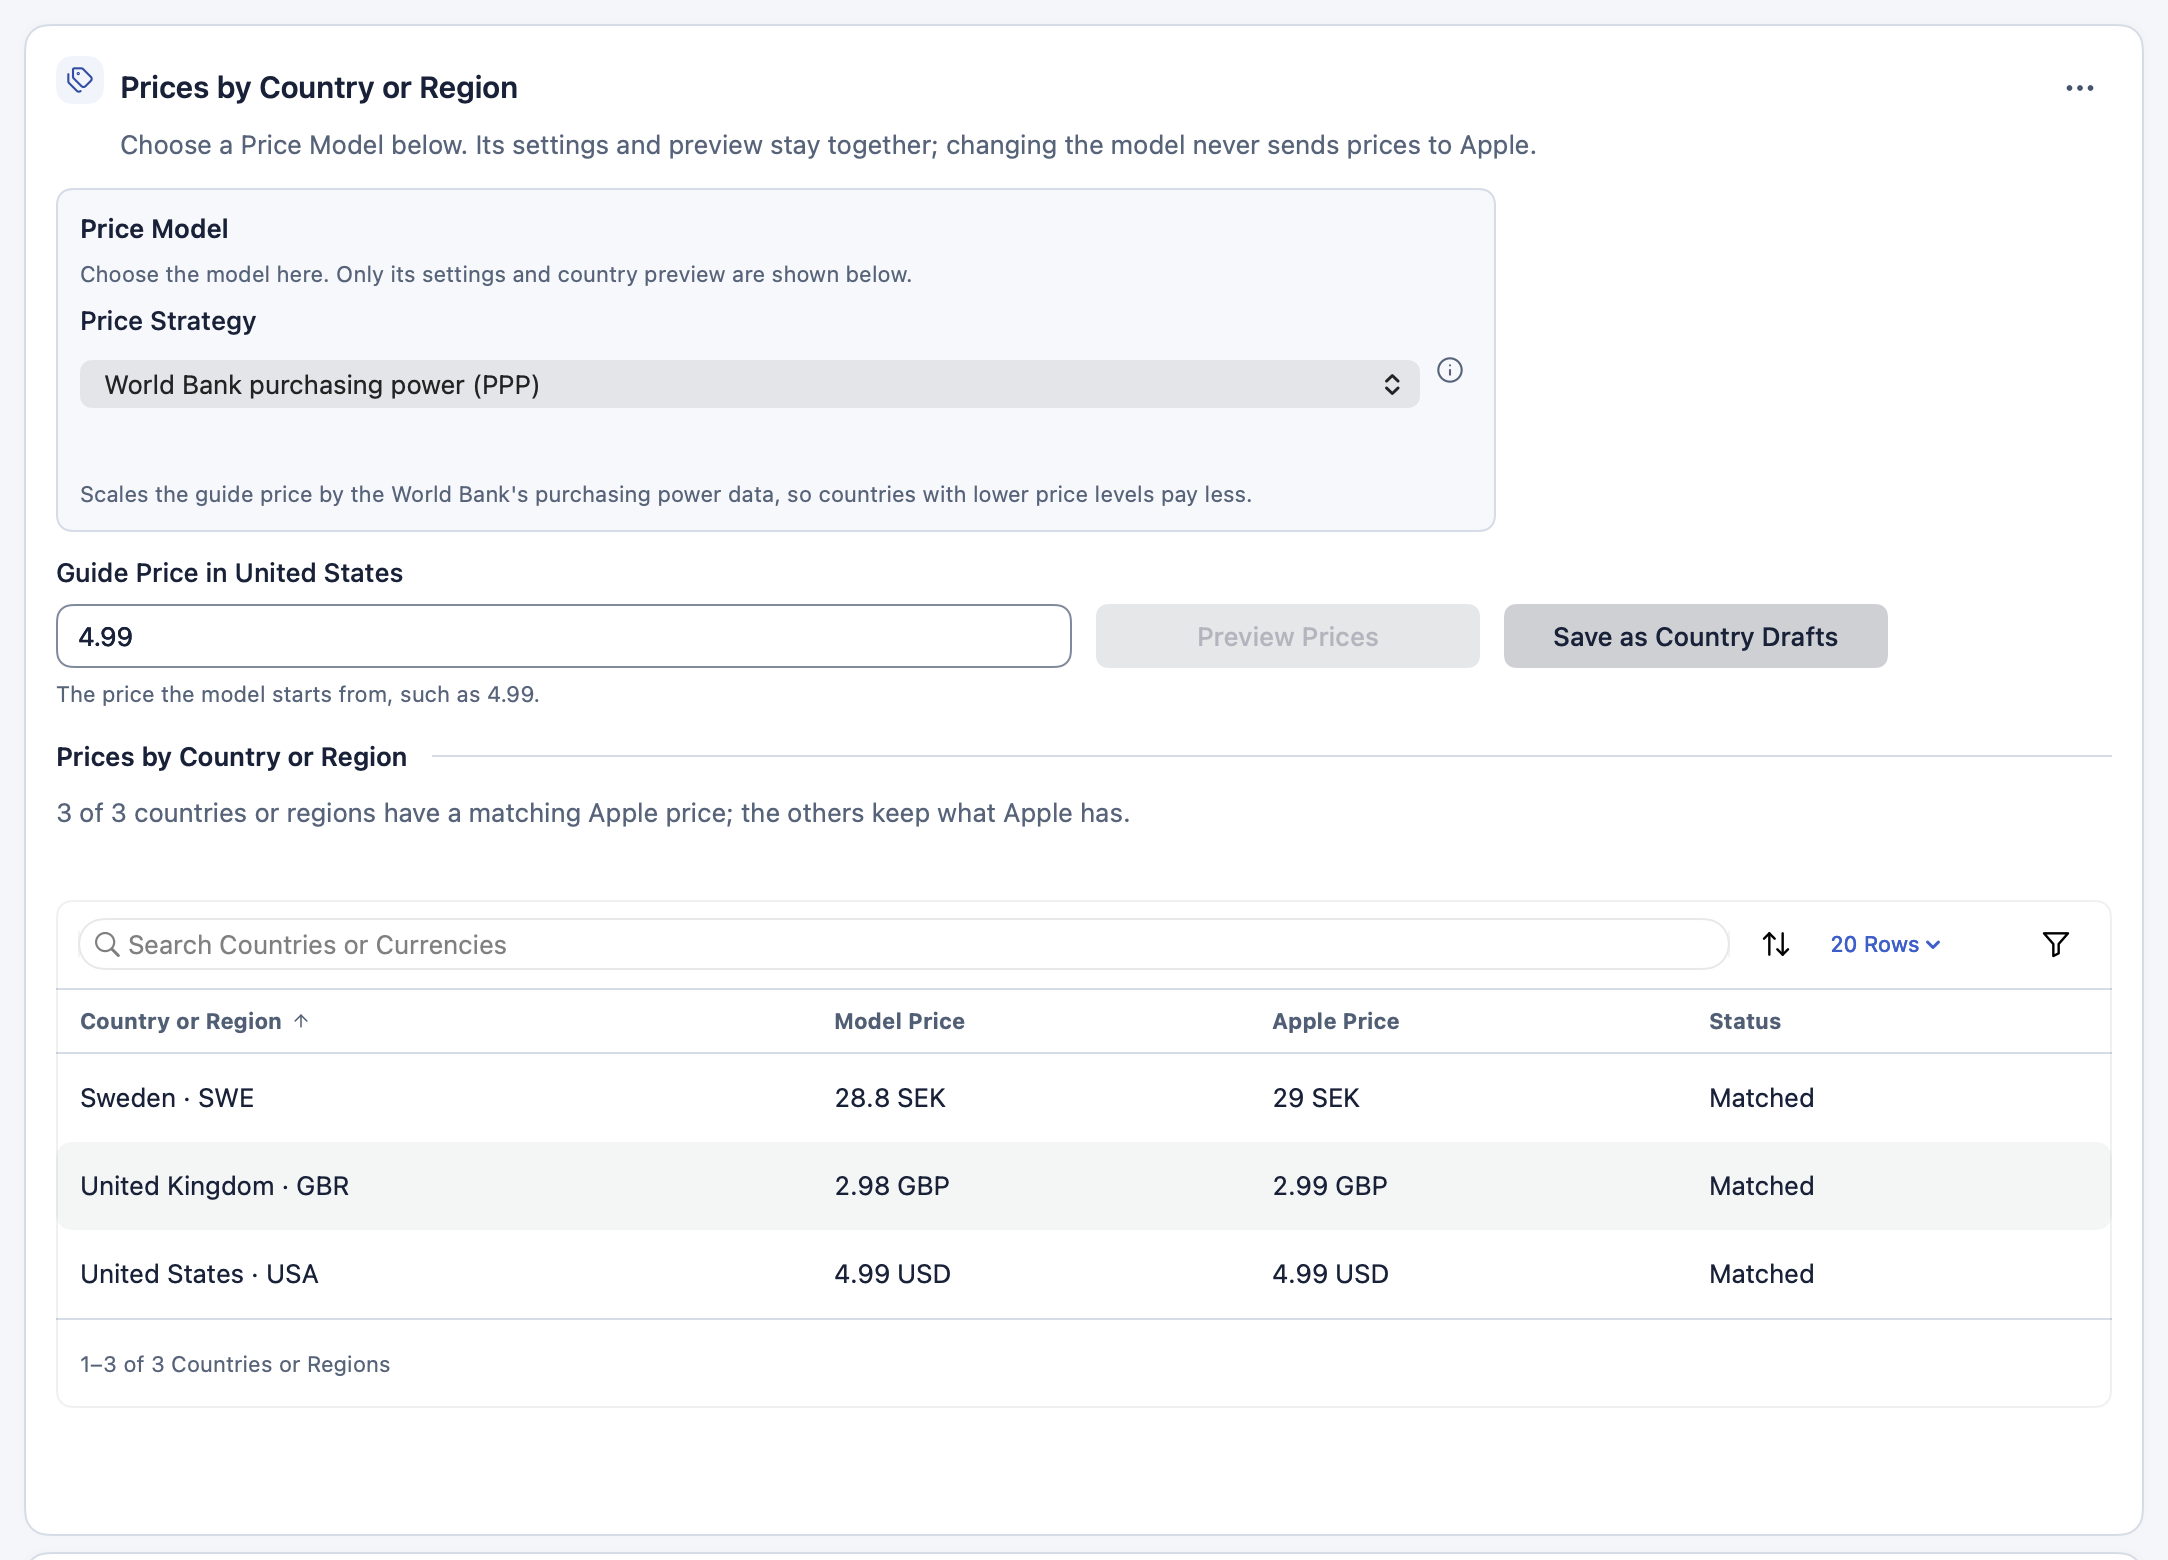 Prices by Country or Region
Choose a Price Model below. Its settings and preview stay together; changing the model never sends prices to Apple.
Price Model
Choose the model here. Only its settings and country preview are shown below.
Price Strategy
World Bank purchasing power (PPP)
Scales the guide price by the World Bank's purchasing power data, so countries with lower price levels pay less.
Guide Price in United States
4.99
Preview Prices
Save as Country Drafts
The price the model starts from, such as 4.99.
Prices by Country or Region
3 of 3 countries or regions have a matching Apple price; the others keep what Apple has.
Search Countries or Currencies
20 Rows
Country or Region Model Price Apple Price Status
Sweden · SWE 28.8 SEK 29 SEK Matched
United Kingdom · GBR 2.98 GBP 2.99 GBP Matched
United States · USA 4.99 USD 4.99 USD Matched
1–3 of 3 Countries or Regions